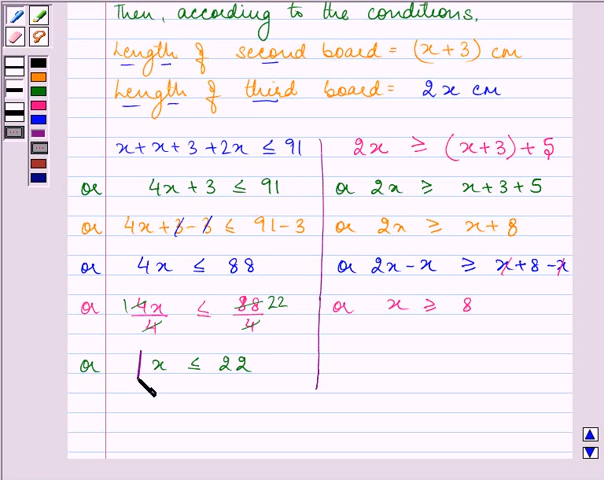 Then, according to the conditions,
Length of second board = (x+3) cm
Length of third board = 2x cm
x + x + 3 + 2x ≤ 91
or 4x + 3 ≤ 91
or 4x + 3 - 3 ≤ 91 - 3
or 4x ≤ 88
or 1 4x/4 ≤ 88/4 22
or x ≤ 22
2x ≥ (x+3) + 5
or 2x ≥ x + 3 + 5
or 2x ≥ x + 8
or 2x - x ≥ x + 8 - x
or x ≥ 8